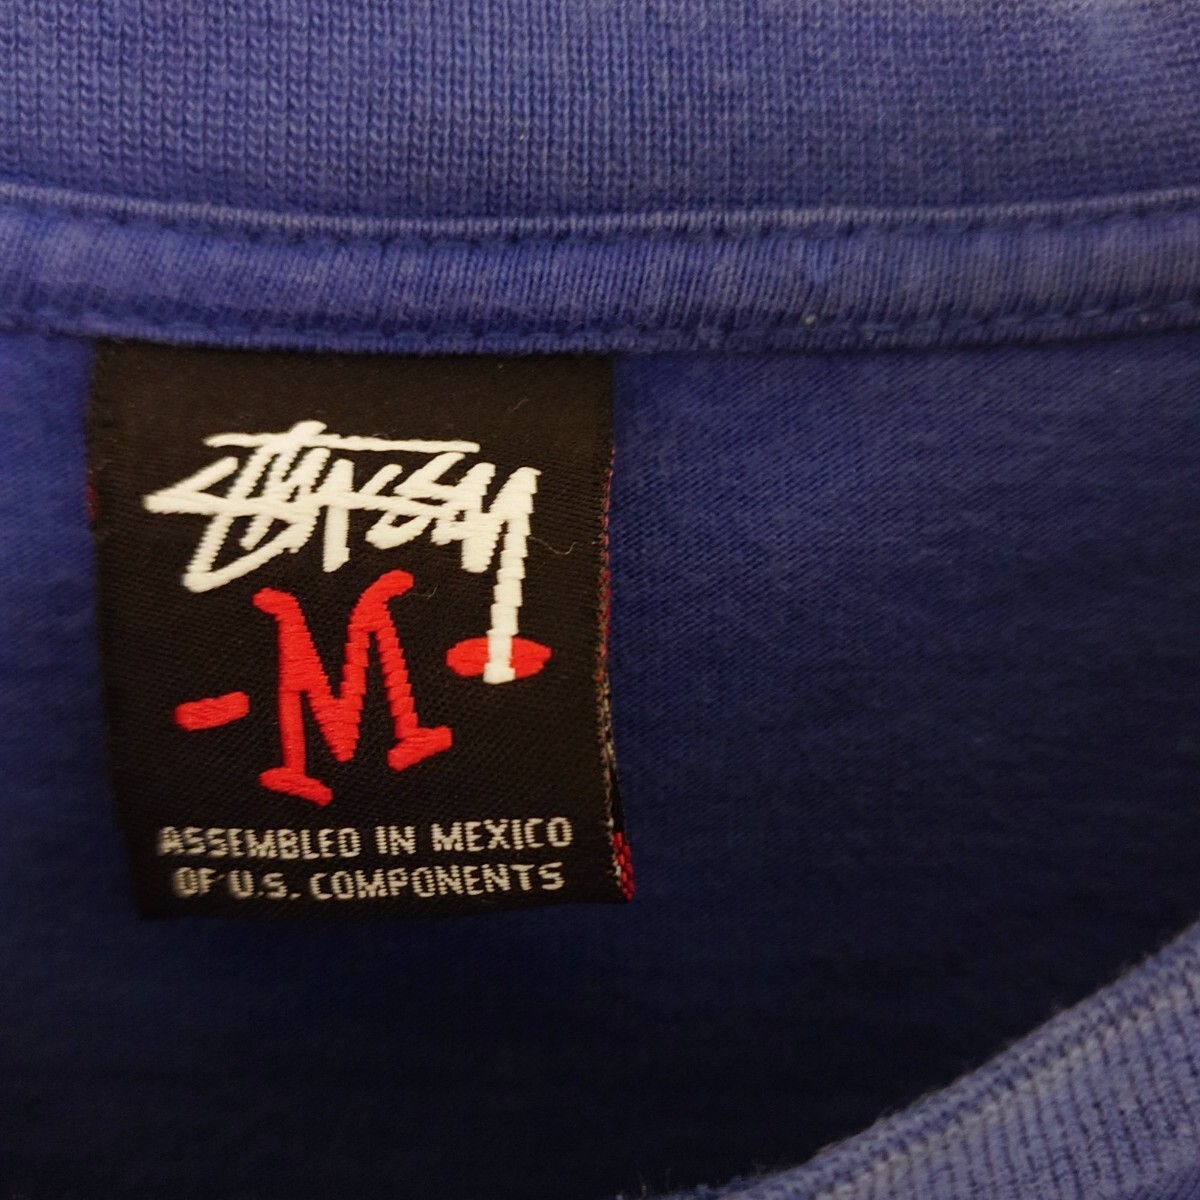 STUSSY
-M-
ASSEMBLED IN MEXICO
OF U.S. COMPONENTS